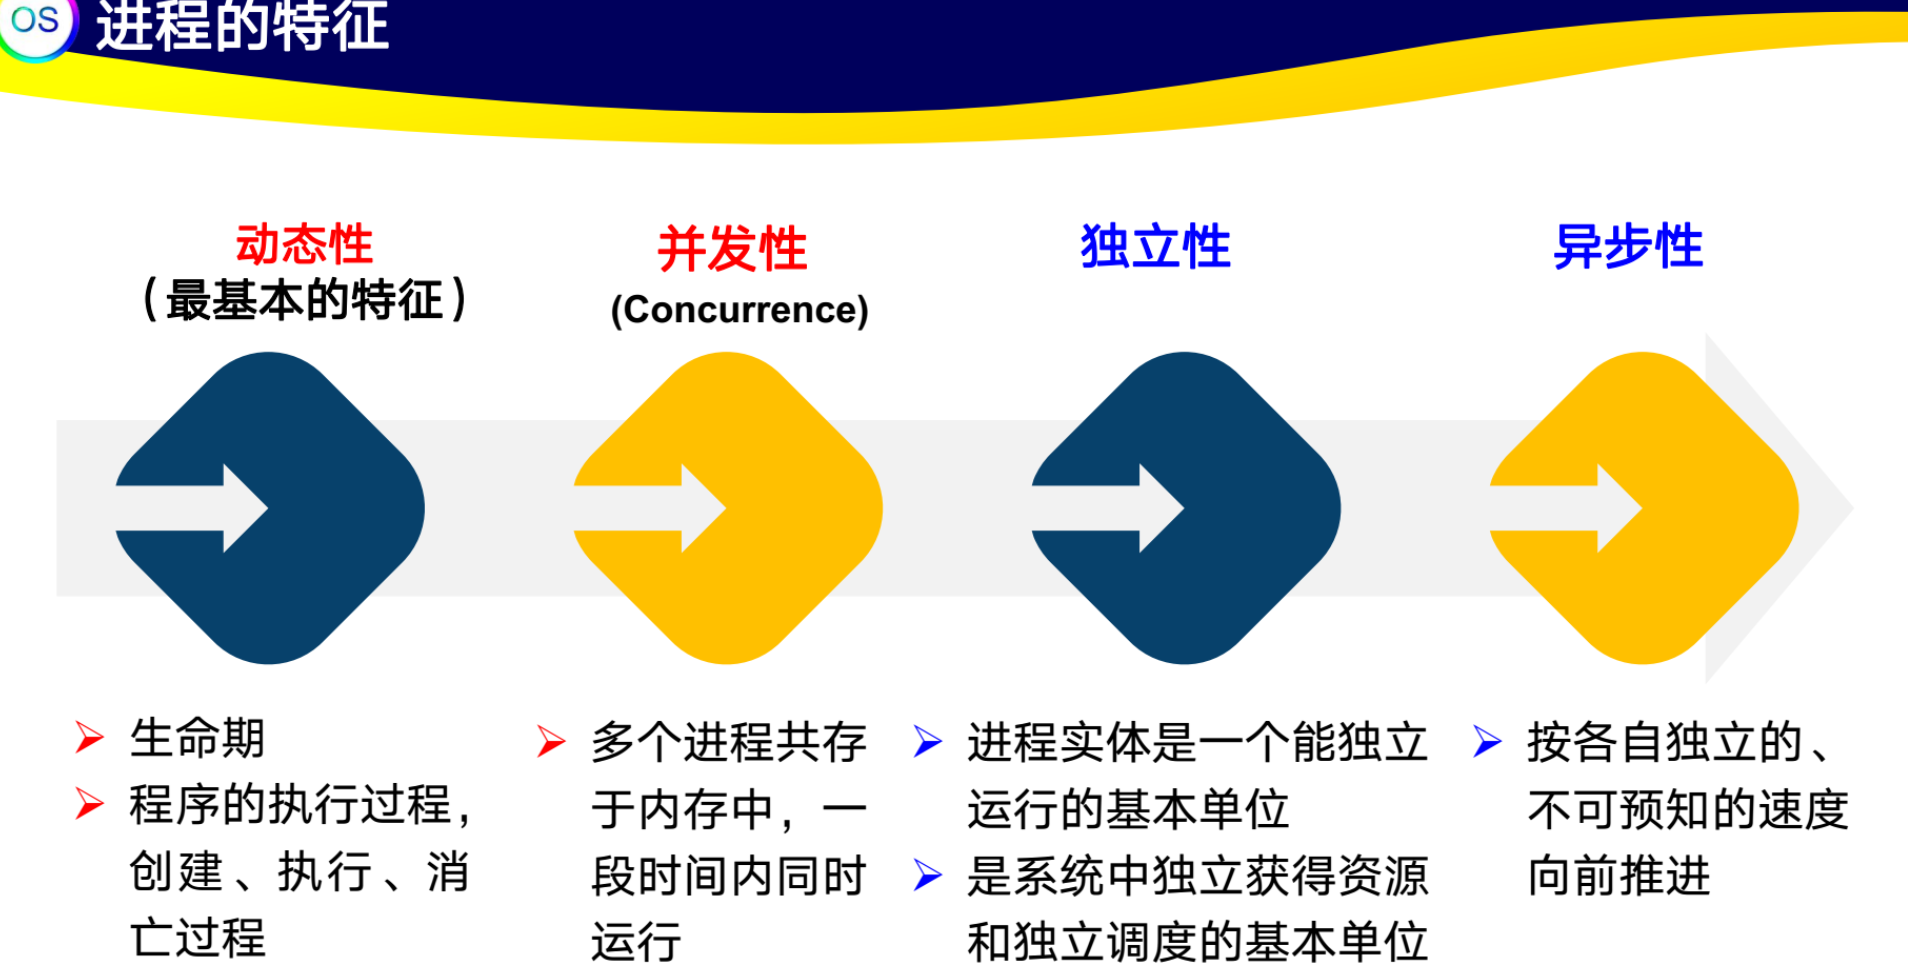 OS 进程的特征
动态性
（最基本的特征）
并发性
(Concurrence)
独立性
异步性
生命期
程序的执行过程，
创建、执行、消
亡过程
多个进程共存
于内存中，一
段时间内同时
运行
进程实体是一个能独立
运行的基本单位
是系统中独立获得资源
和独立调度的基本单位
按各自独立的、
不可预知的速度
向前推进